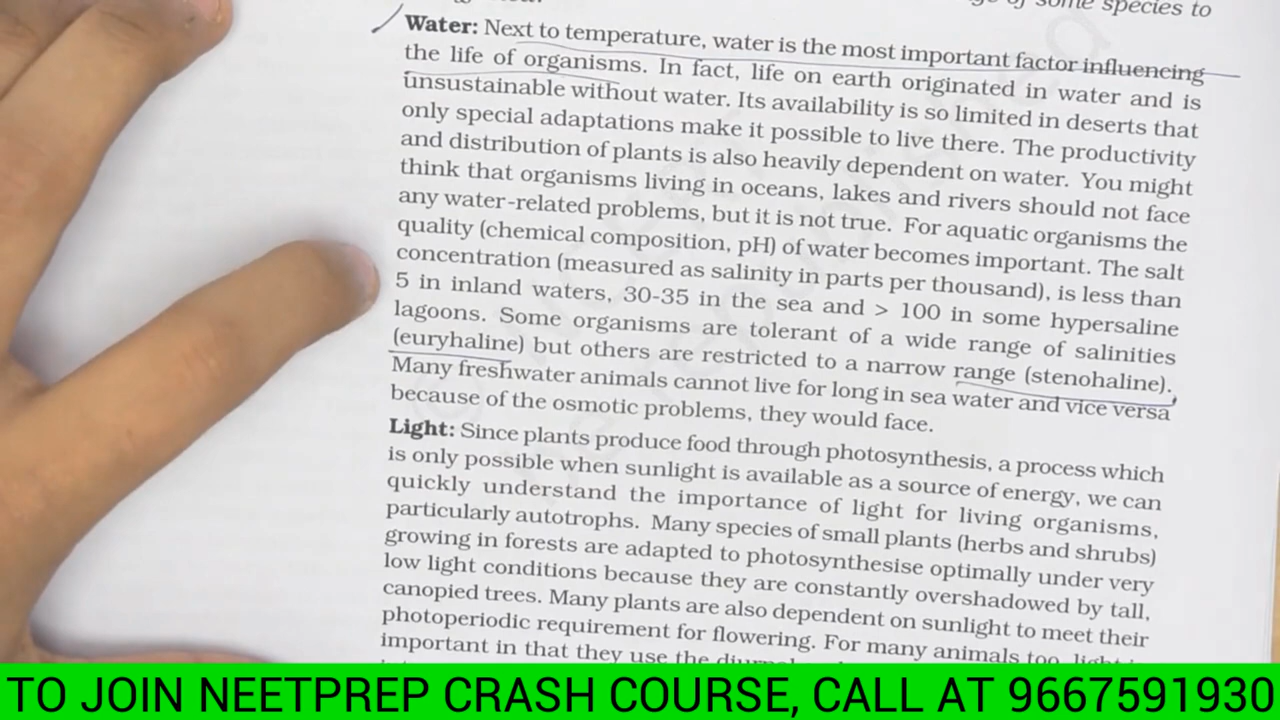 of some species to
Water: Next to temperature, water is the most important factor influencing
the life of organisms. In fact, life on earth originated in water and is
unsustainable without water. Its availability is so limited in deserts that
only special adaptations make it possible to live there. The productivity
and distribution of plants is also heavily dependent on water. You might
think that organisms living in oceans, lakes and rivers should not face
any water-related problems, but it is not true. For aquatic organisms the
quality (chemical composition, pH) of water becomes important. The salt
concentration (measured as salinity in parts per thousand), is less than
5 in inland waters, 30-35 in the sea and > 100 in some hypersaline
lagoons. Some organisms are tolerant of a wide range of salinities
(euryhaline) but others are restricted to a narrow range (stenohaline).
Many freshwater animals cannot live for long in sea water and vice versa
because of the osmotic problems, they would face.
Light: Since plants produce food through photosynthesis, a process which
is only possible when sunlight is available as a source of energy, we can
quickly understand the importance of light for living organisms,
particularly autotrophs. Many species of small plants (herbs and shrubs)
growing in forests are adapted to photosynthesise optimally under very
low light conditions because they are constantly overshadowed by tall,
canopied trees. Many plants are also dependent on sunlight to meet their
photoperiodic requirement for flowering. For many animals too, light
important in that they use the
TO JOIN NEETPREP CRASH COURSE, CALL AT 9667591930